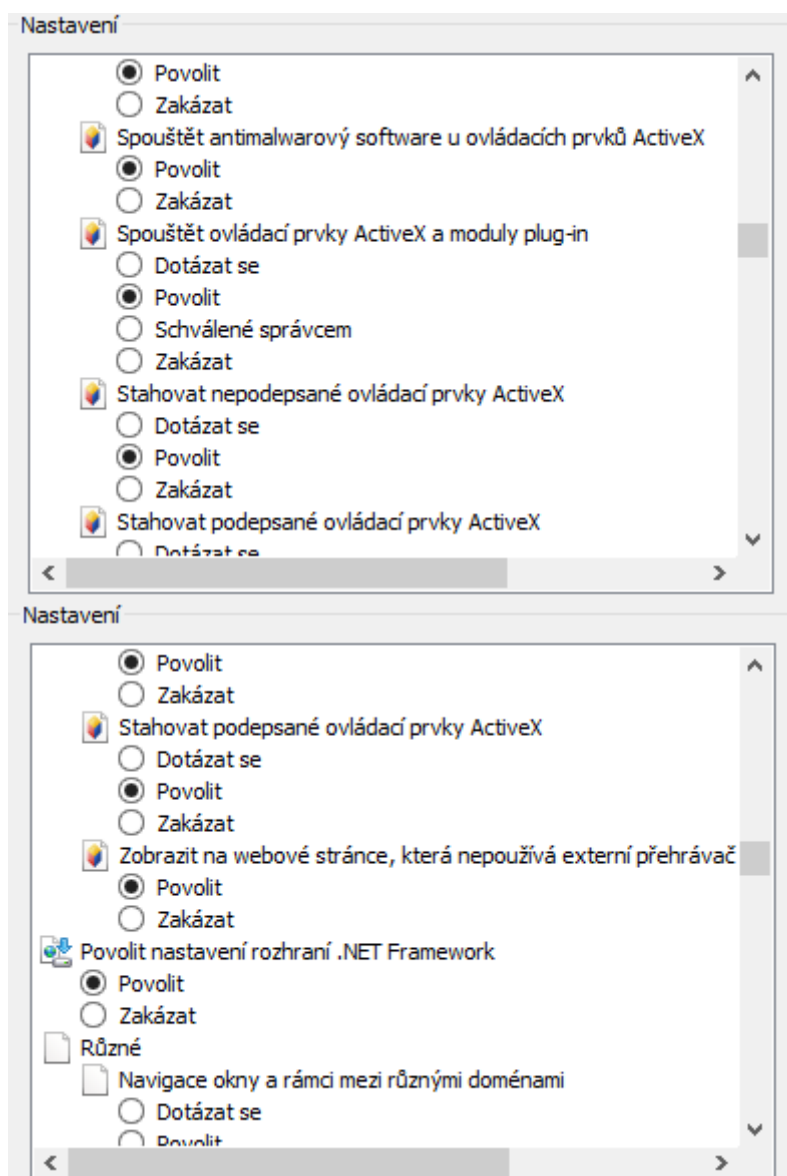 Nastavení
Povolit
Zakázat
Spouštět antimalwarový software u ovládacích prvků ActiveX
Povolit
Zakázat
Spouštět ovládací prvky ActiveX a moduly plug-in
Dotázat se
Povolit
Schválené správcem
Zakázat
Stahovat nepodepsané ovládací prvky ActiveX
Dotázat se
Povolit
Zakázat
Stahovat podepsané ovládací prvky ActiveX
Dotázat se
Nastavení
Povolit
Zakázat
Stahovat podepsané ovládací prvky ActiveX
Dotázat se
Povolit
Zakázat
Zobrazit na webové stránce, která nepoužívá externí přehrávač
Povolit
Zakázat
Povolit nastavení rozhraní .NET Framework
Povolit
Zakázat
Různé
Navigace okny a rámci mezi různými doménami
Dotázat se
Povolit